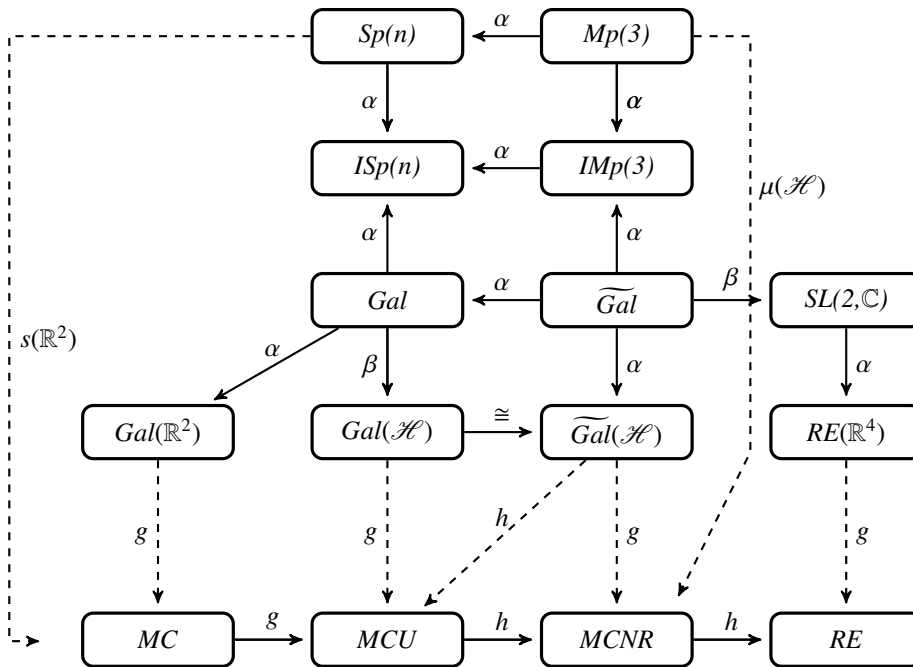 Sp(n) α Mp(3)
α α
ISp(n) α IMp(3)
μ(ℋ)
α α
Gal α G͠al β SL(2,ℂ)
s(ℝ²)
α β α α
Gal(ℝ²) Gal(ℋ) ≅ G͠al(ℋ) RE(ℝ⁴)
g g h g g
MC g MCU h MCNR h RE